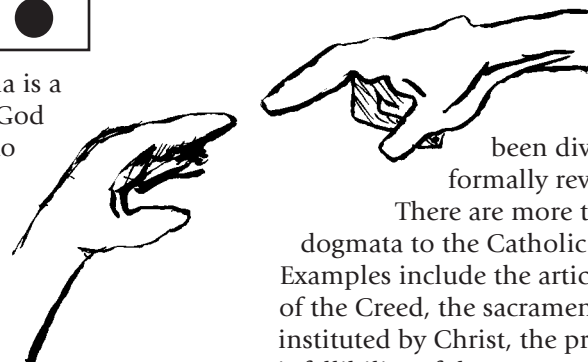 a is a
God
o
been div
formally rev
There are more t
dogmata to the Catholic
Examples include the artic
of the Creed, the sacramen
instituted by Christ, the pr